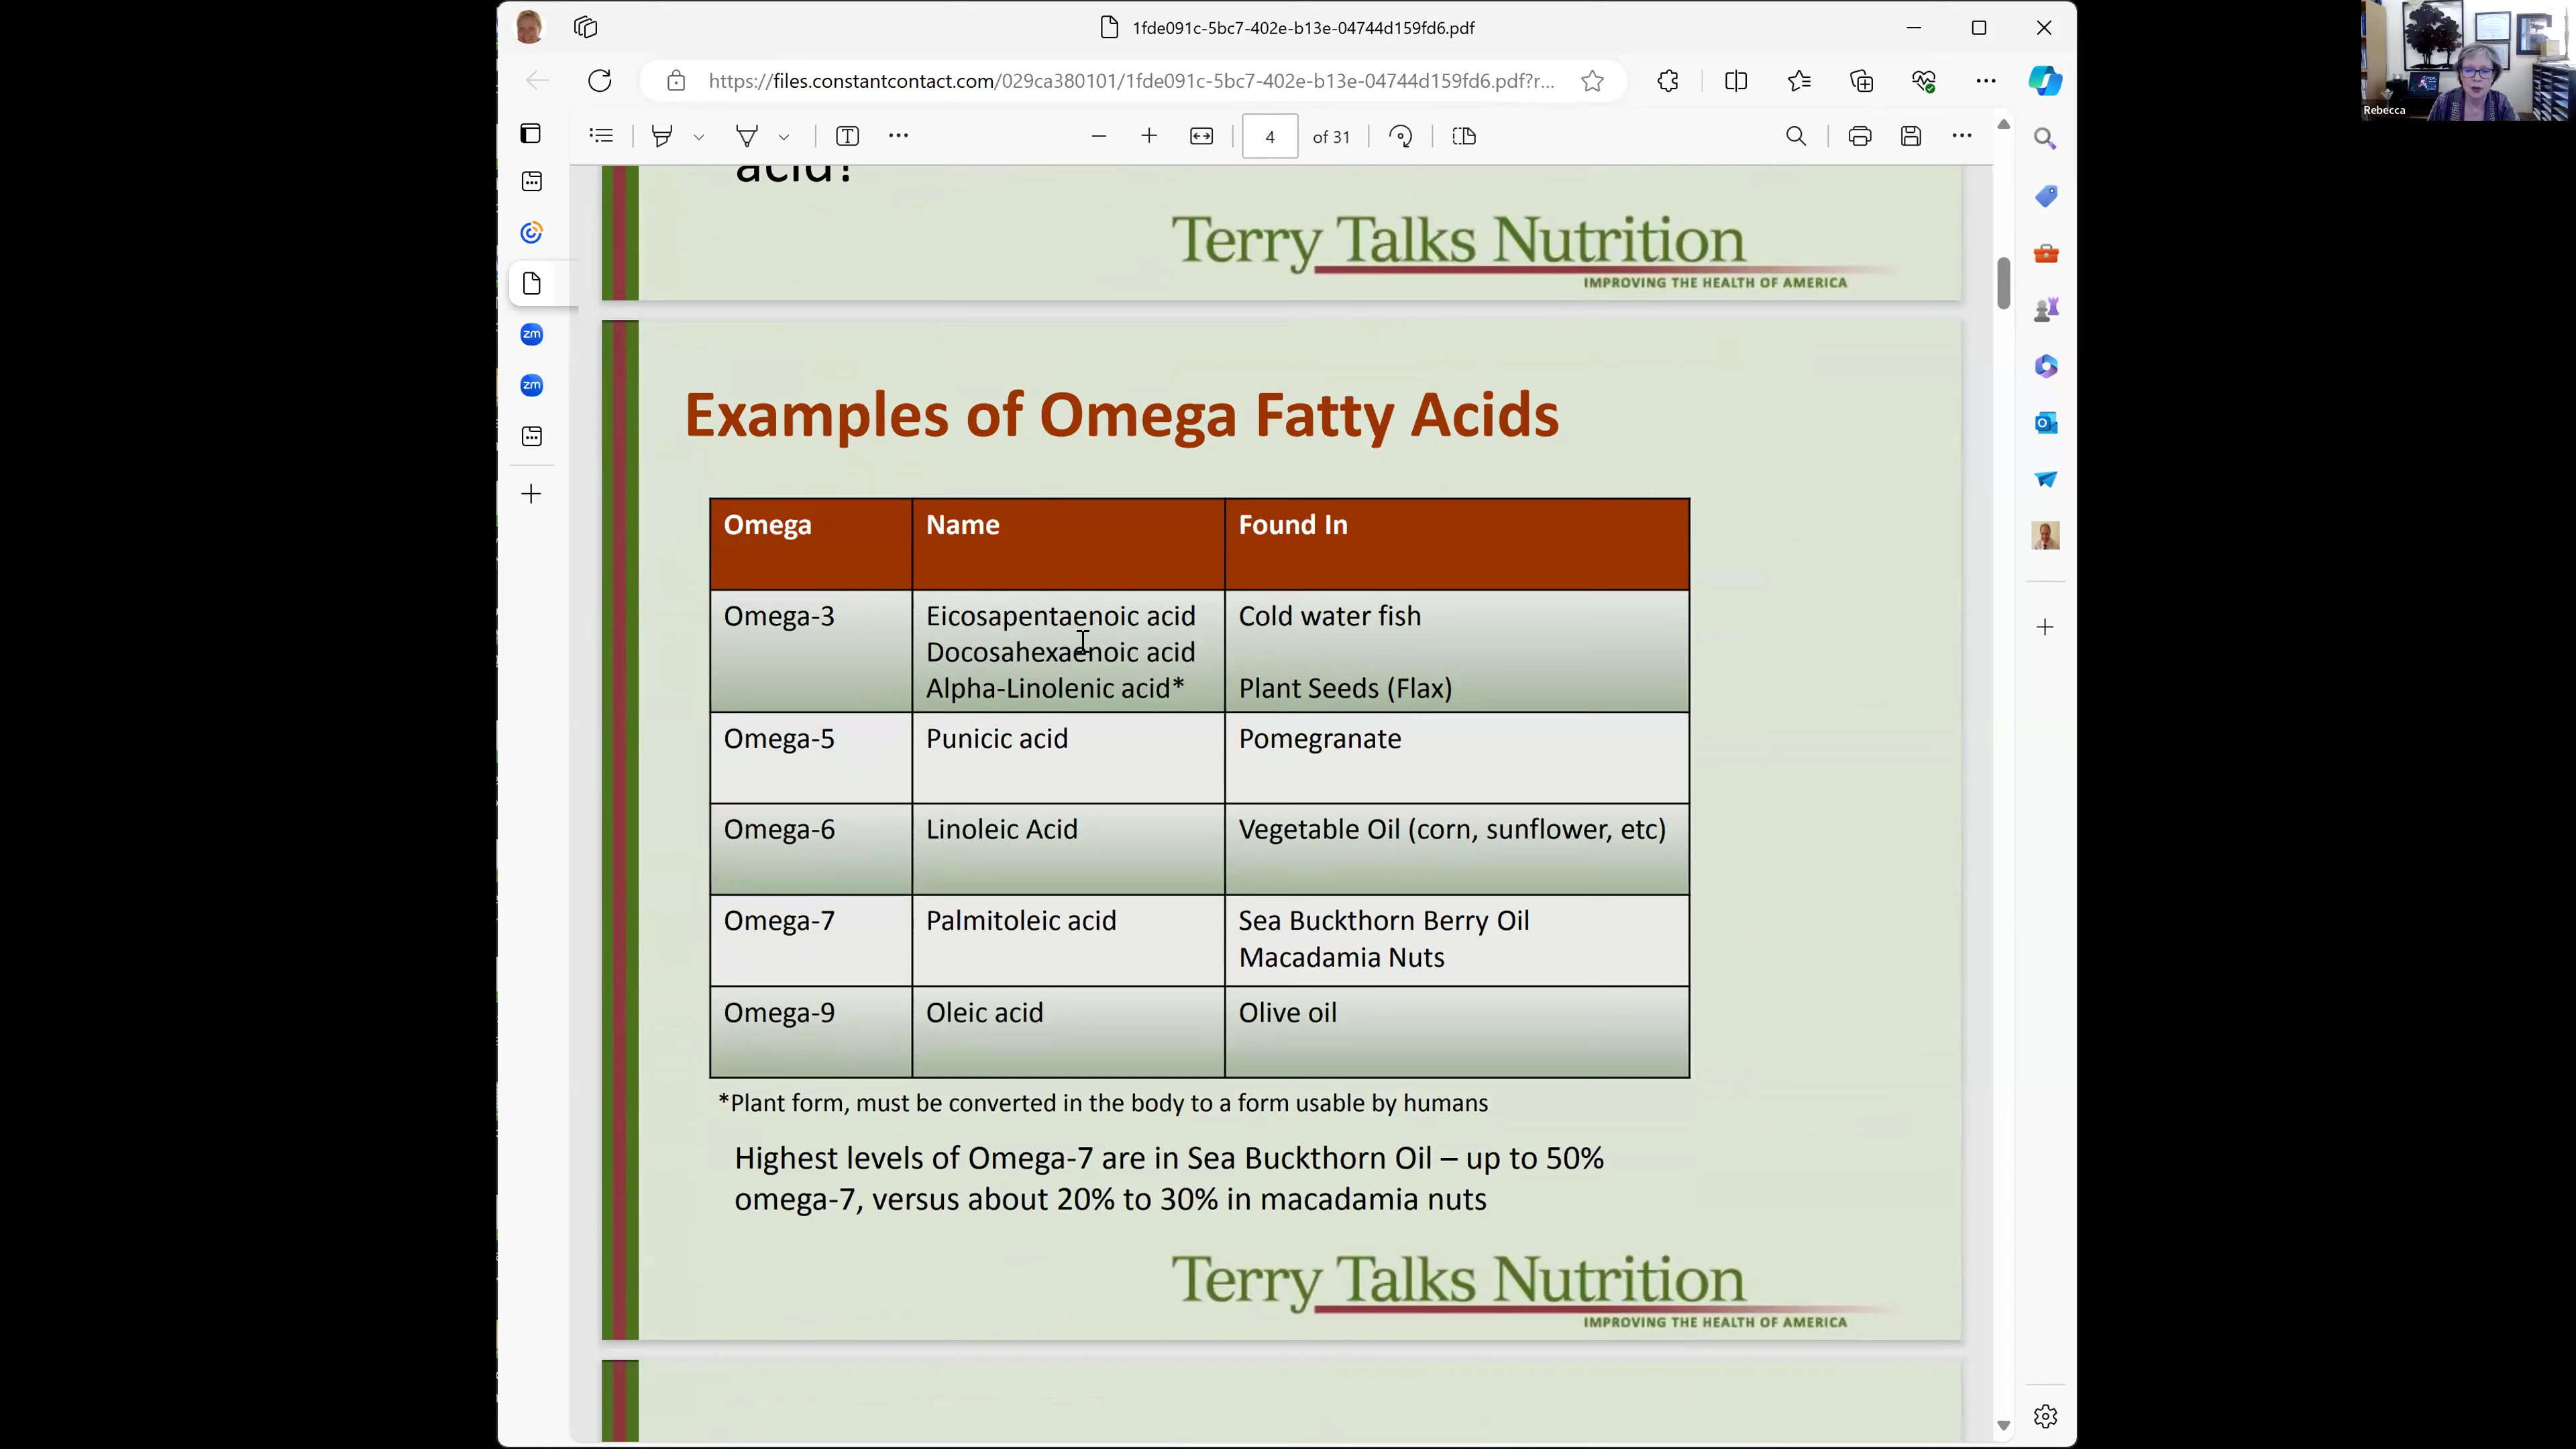 1fde091c-5bc7-402e-b13e-04744d159fd6.pdf
https://files.constantcontact.com/029ca380101/1fde091c-5bc7-402e-b13e-04744d159fd6.pdf?r...
Rebecca
4 of 31
acid?
Terry Talks Nutrition
IMPROVING THE HEALTH OF AMERICA
Examples of Omega Fatty Acids
Omega Name Found In
Omega-3 Eicosapentaenoic acid Cold water fish
Docosahexaenoic acid
Alpha-Linolenic acid* Plant Seeds (Flax)
Omega-5 Punicic acid Pomegranate
Omega-6 Linoleic Acid Vegetable Oil (corn, sunflower, etc)
Omega-7 Palmitoleic acid Sea Buckthorn Berry Oil
Macadamia Nuts
Omega-9 Oleic acid Olive oil
*Plant form, must be converted in the body to a form usable by humans
Highest levels of Omega-7 are in Sea Buckthorn Oil – up to 50%
omega-7, versus about 20% to 30% in macadamia nuts
Terry Talks Nutrition
IMPROVING THE HEALTH OF AMERICA
zm
zm